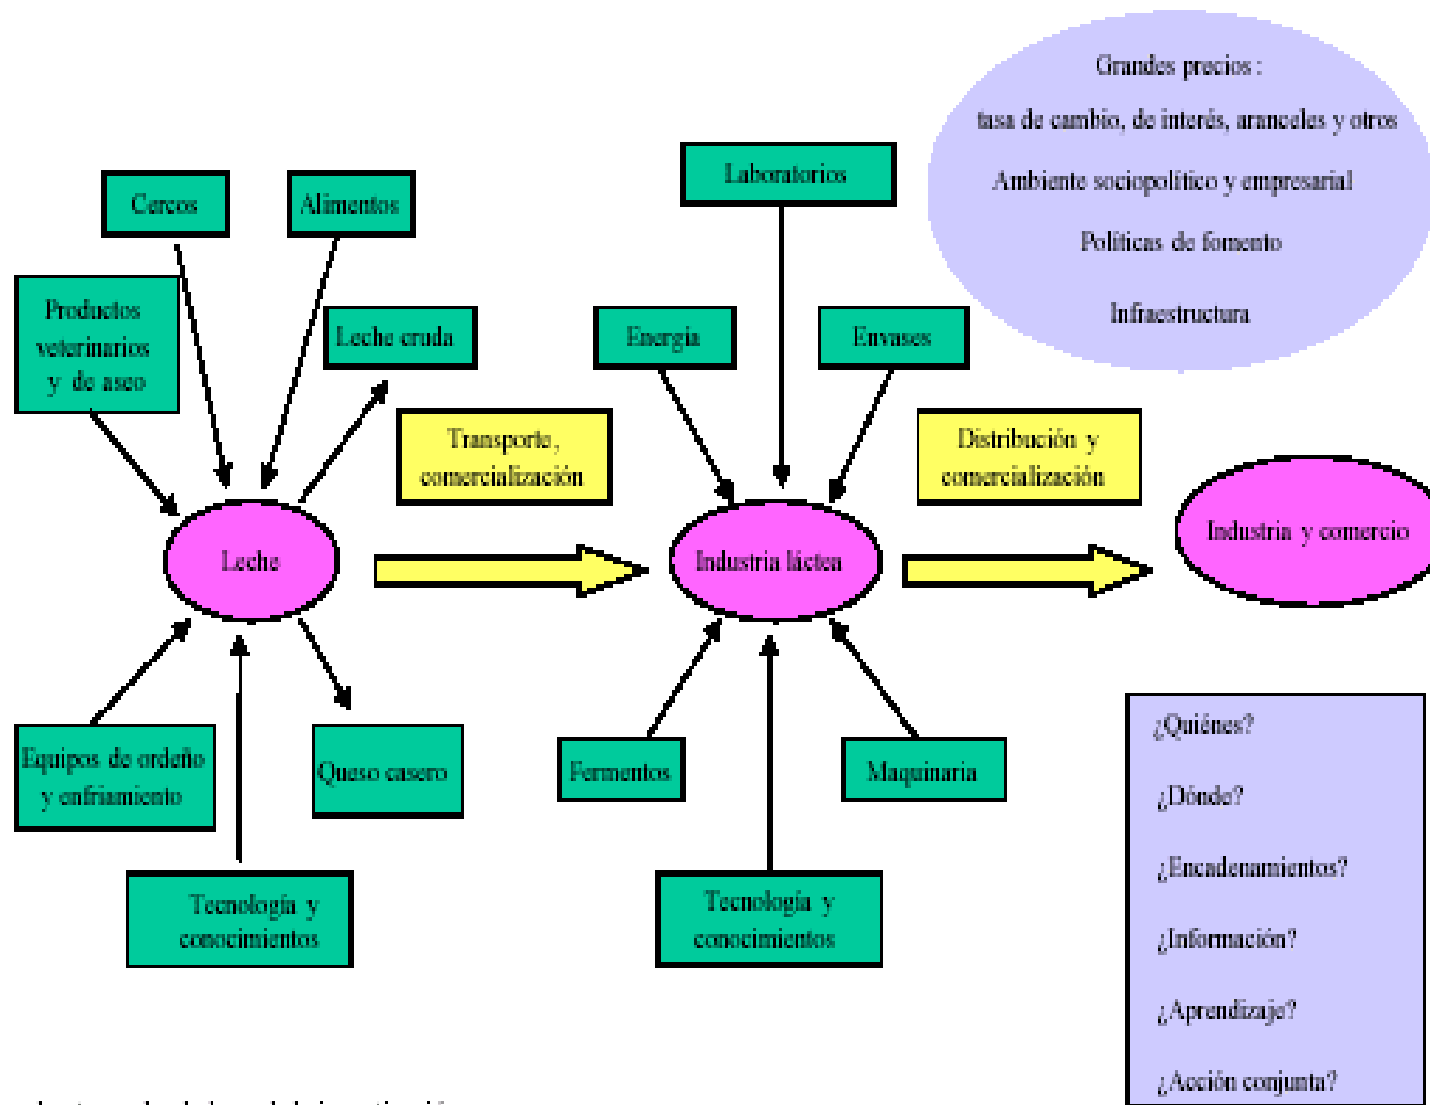 Grandes precios :
tasa de cambio, de interés, aranceles y otros
Ambiente sociopolítico y empresarial
Políticas de fomento
Infraestructura
Laboratorios
Cercos
Alimentos
Productos
veterinarios
y de aseo
Leche cruda
Energía
Envases
Transporte,
comercialización
Distribución y
comercialización
Leche
Industria láctea
Industria y comercio
Equipos de ordeño
y enfriamiento
Queso casero
Fermentos
Maquinaria
Tecnología y
conocimientos
Tecnología y
conocimientos
¿Quiénes?
¿Dónde?
¿Encadenamientos?
¿Información?
¿Aprendizaje?
¿Acción conjunta?